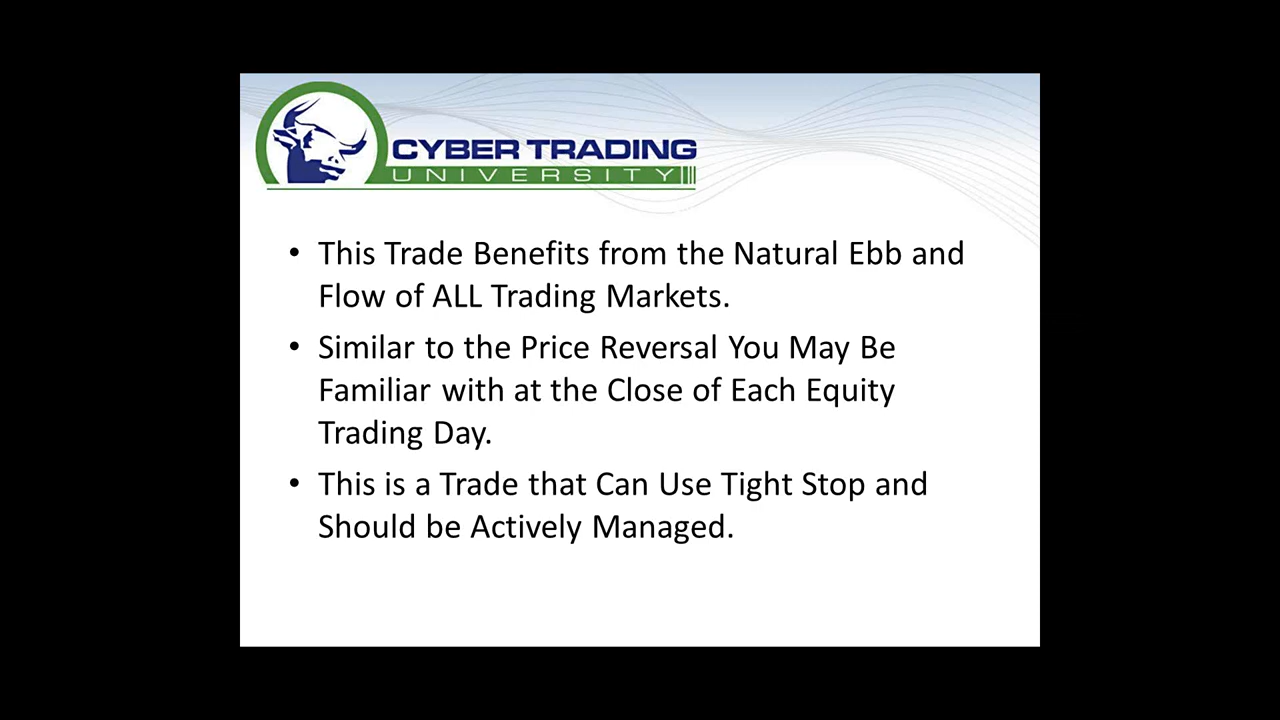 CYBER TRADING
UNIVERSITY
• This Trade Benefits from the Natural Ebb and
Flow of ALL Trading Markets.
• Similar to the Price Reversal You May Be
Familiar with at the Close of Each Equity
Trading Day.
• This is a Trade that Can Use Tight Stop and
Should be Actively Managed.